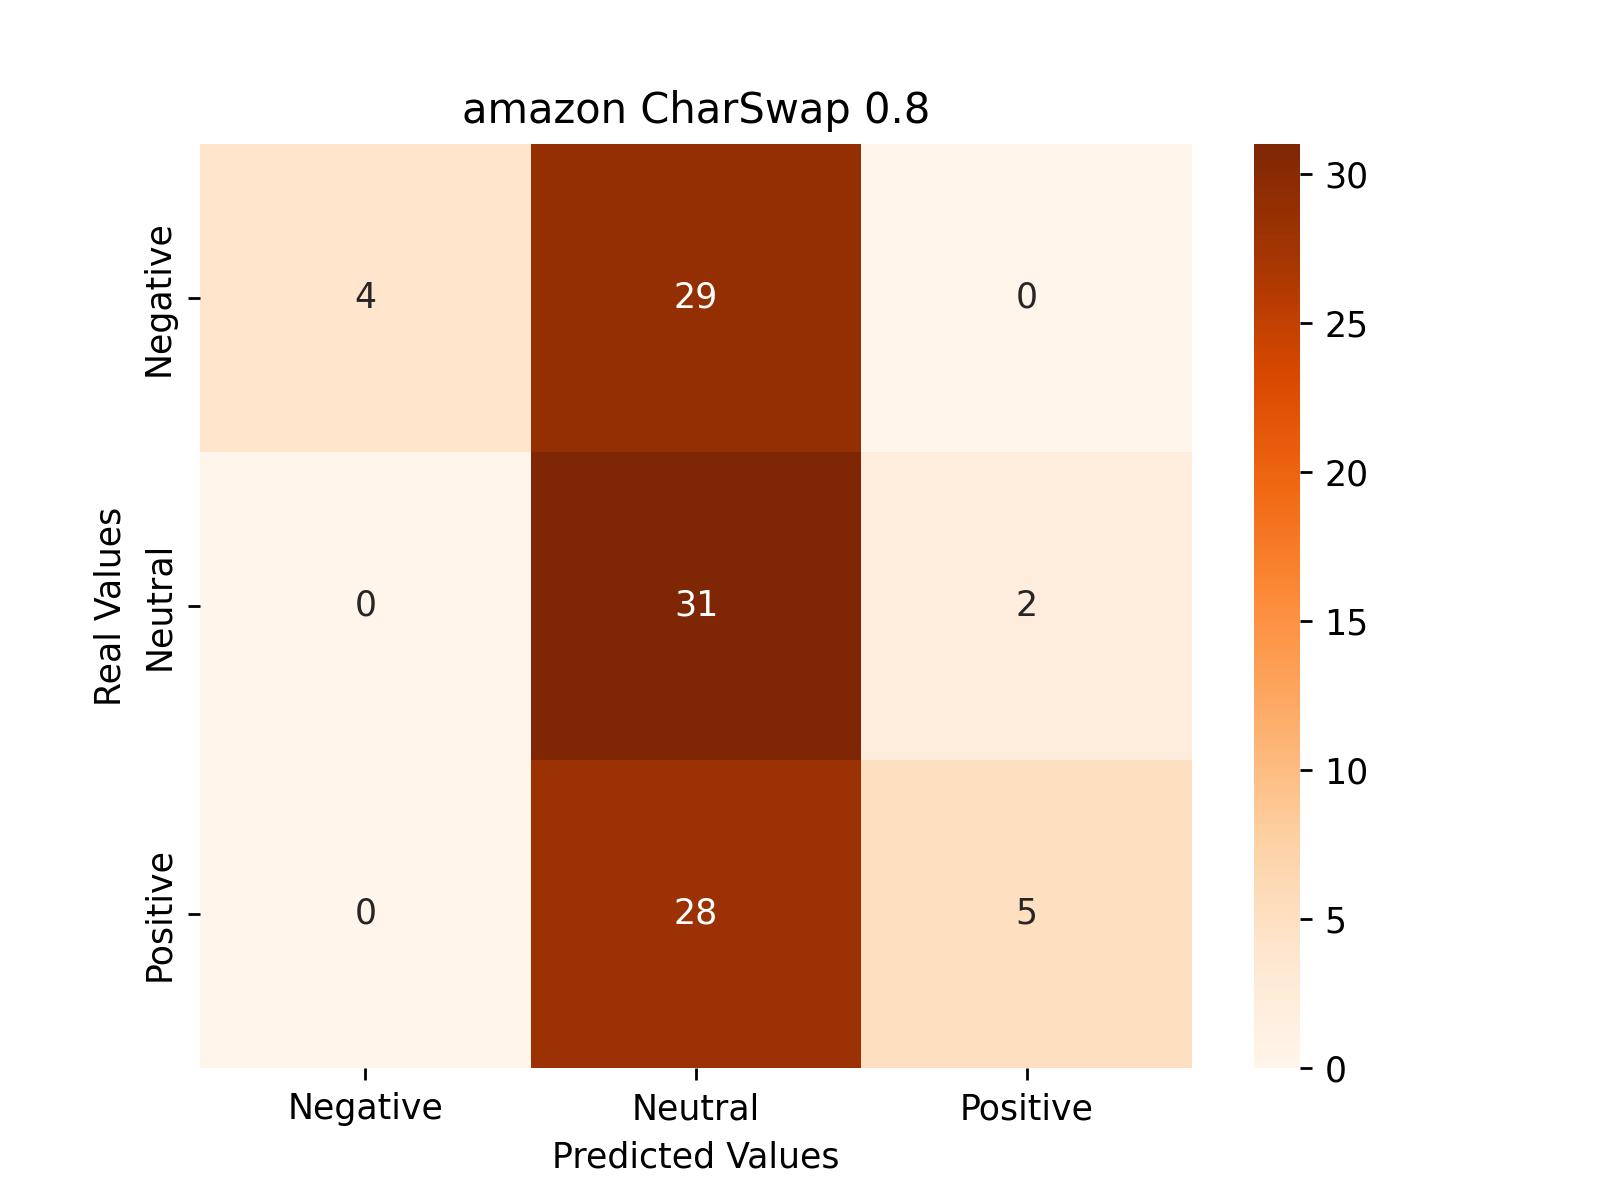 amazon CharSwap 0.8
Real Values
Negative
4
29
0
Neutral
0
31
2
Positive
0
28
5
Negative
Neutral
Positive
Predicted Values
30
25
20
15
10
5
0